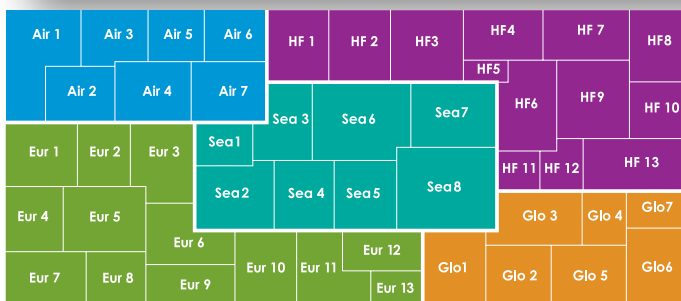 Air 1
Air 3
Air 5
Air 6
HF 1
HF 2
HF3
HF4
HF 7
HF8
HF5
Air 2
Air 4
Air 7
HF6
HF9
HF 10
Sea 3
Sea 6
Sea7
Sea1
Eur 1
Eur 2
Eur 3
HF 11
HF 12
HF 13
Sea2
Sea 4
Sea 5
Sea8
Eur 4
Eur 5
Glo 3
Glo 4
Glo7
Eur 6
Eur 12
Glo1
Glo 2
Glo 5
Glo6
Eur 7
Eur 8
Eur 9
Eur 10
Eur 11
Eur 13